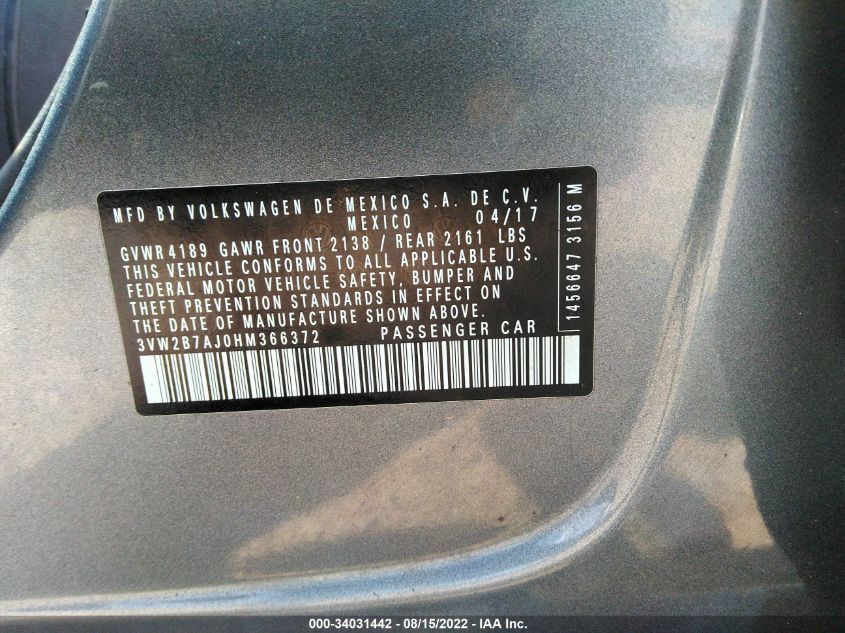 MFD BY VOLKSWAGEN DE MEXICO S.A. DE C.V.
MEXICO 04/17
GVWR 4189 GAWR FRONT 2138 / REAR 2161 LBS
THIS VEHICLE CONFORMS TO ALL APPLICABLE U.S.
FEDERAL MOTOR VEHICLE SAFETY, BUMPER AND
THEFT PREVENTION STANDARDS IN EFFECT ON
THE DATE OF MANUFACTURE SHOWN ABOVE.
3VW2B7AJ0HM366372 PASSENGER CAR
1456647 3156 M
000-34031442 - 08/15/2022 - IAA Inc.